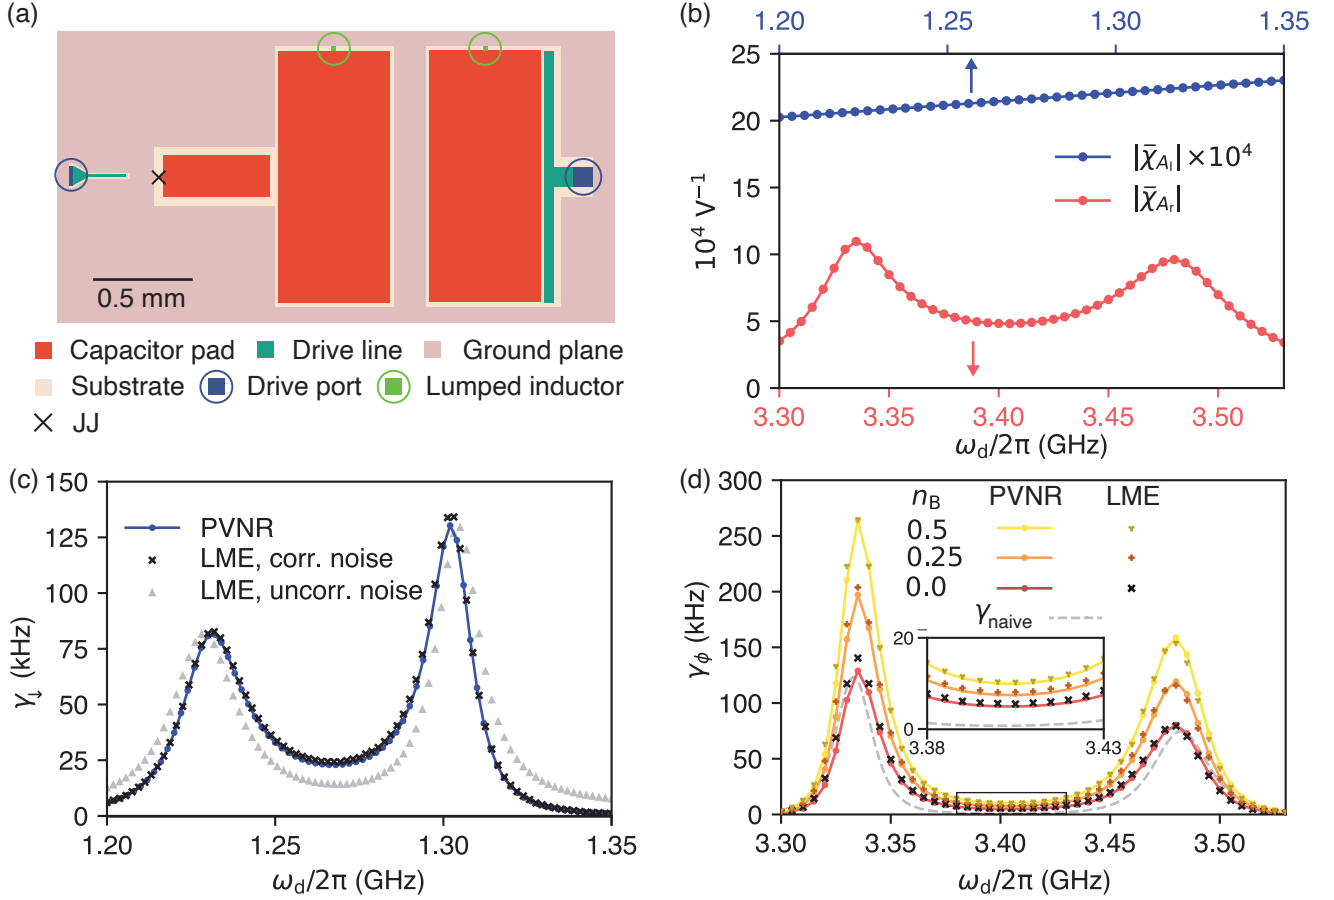 (a)
0.5 mm
Capacitor pad Drive line Ground plane
Substrate Drive port Lumped inductor
JJ
(b)
1.20 1.25 1.30 1.35
25
20
15
10
5
0
10⁴ V⁻¹
|χ̄_{A_l}| ×10⁴
|χ̄_{A_r}|
3.30 3.35 3.40 3.45 3.50
ω_d/2π (GHz)
(c)
150
125
100
75
50
25
0
γ_↓ (kHz)
PVNR
LME, corr. noise
LME, uncorr. noise
1.20 1.25 1.30 1.35
ω_d/2π (GHz)
(d)
300
250
200
150
100
50
0
γ_ϕ (kHz)
n_B PVNR LME
0.5
0.25
0.0
γ_naive
20
0
3.38 3.43
3.30 3.35 3.40 3.45 3.50
ω_d/2π (GHz)